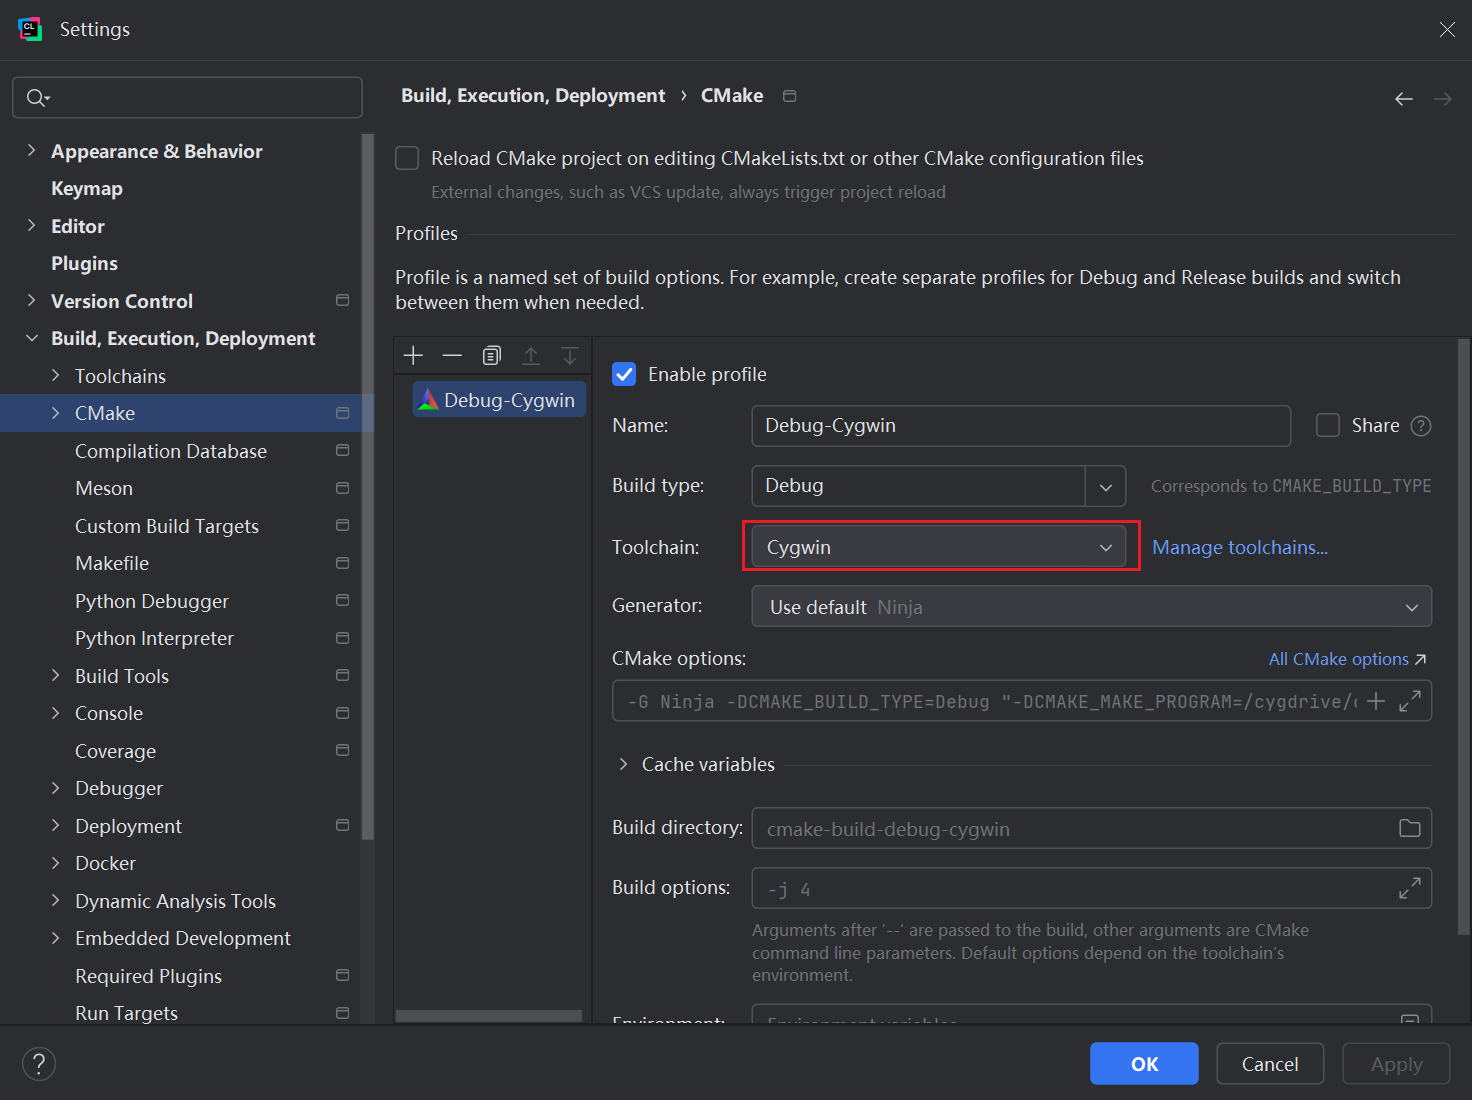 CL
Settings
Build, Execution, Deployment › CMake
Appearance & Behavior
Keymap
Editor
Plugins
Version Control
Build, Execution, Deployment
Toolchains
CMake
Compilation Database
Meson
Custom Build Targets
Makefile
Python Debugger
Python Interpreter
Build Tools
Console
Coverage
Debugger
Deployment
Docker
Dynamic Analysis Tools
Embedded Development
Required Plugins
Run Targets
Reload CMake project on editing CMakeLists.txt or other CMake configuration files
External changes, such as VCS update, always trigger project reload
Profiles
Profile is a named set of build options. For example, create separate profiles for Debug and Release builds and switch
between them when needed.
Debug-Cygwin
Enable profile
Name: Debug-Cygwin Share ?
Build type: Debug Corresponds to CMAKE_BUILD_TYPE
Toolchain: Cygwin Manage toolchains...
Generator: Use default Ninja
CMake options: All CMake options ↗
-G Ninja -DCMAKE_BUILD_TYPE=Debug "-DCMAKE_MAKE_PROGRAM=/cygdrive/
Cache variables
Build directory: cmake-build-debug-cygwin
Build options: -j 4
Arguments after '--' are passed to the build, other arguments are CMake
command line parameters. Default options depend on the toolchain's
environment.
Environment: Environment variables
? OK Cancel Apply